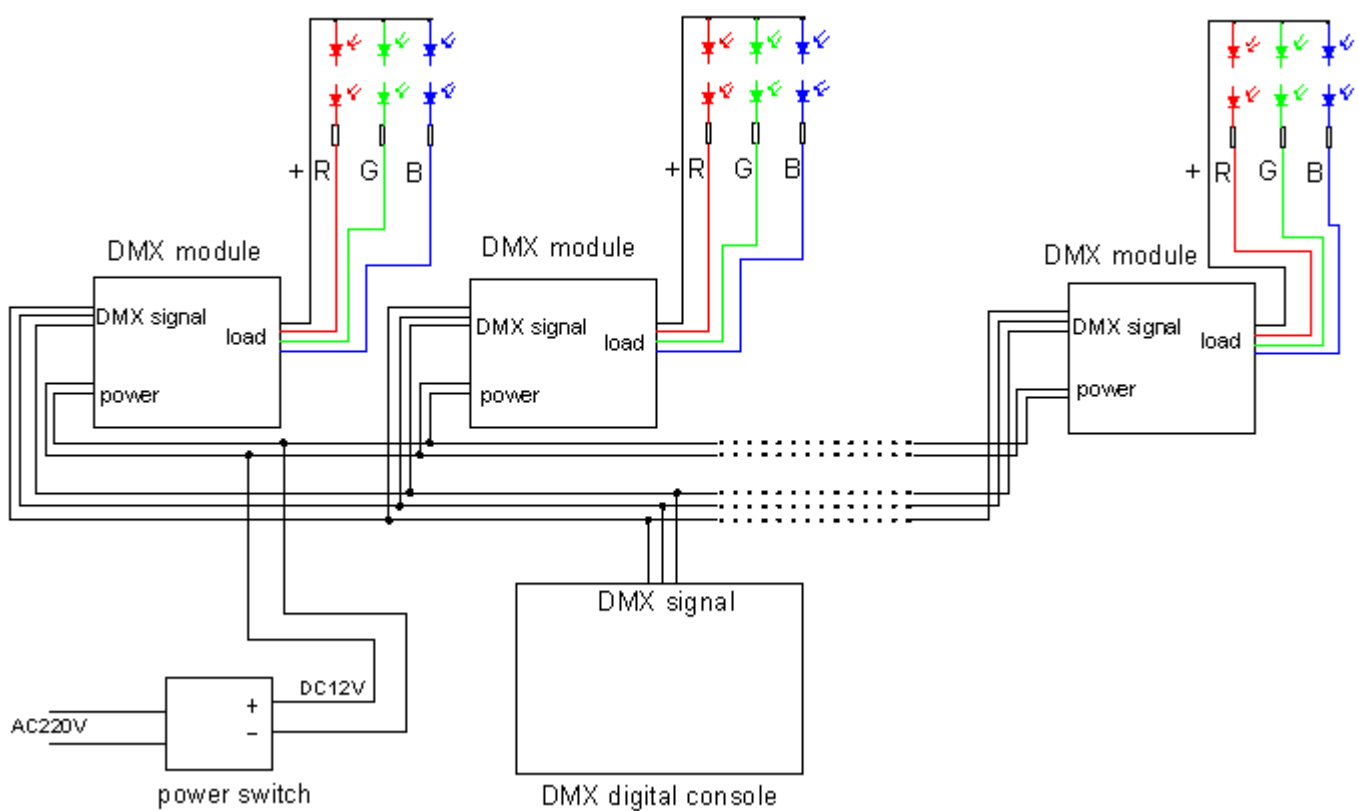 + R G B
+ R G B
+ R G B
DMX module
DMX module
DMX module
DMX signal
load
power
DMX signal
load
power
DMX signal
load
power
DMX signal
DC12V
+
AC220V
−
power switch
DMX digital console